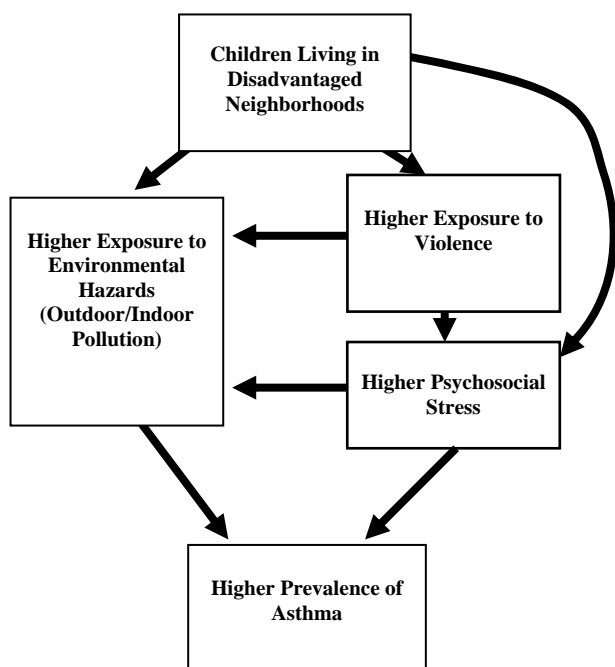 Children Living in
Disadvantaged
Neighborhoods
Higher Exposure to
Environmental
Hazards
(Outdoor/Indoor
Pollution)
Higher Exposure to
Violence
Higher Psychosocial
Stress
Higher Prevalence of
Asthma